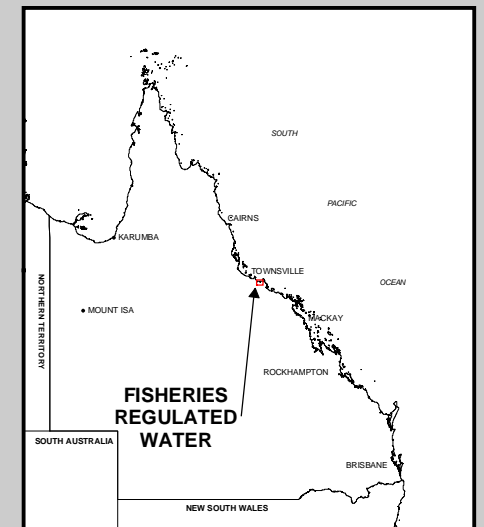 SOUTH
PACIFIC
CAIRNS
KARUMBA
TOWNSVILLE
OCEAN
MOUNT ISA
NORTHERN TERRITORY
MACKAY
ROCKHAMPTON
FISHERIES
REGULATED
WATER
SOUTH AUSTRALIA
BRISBANE
NEW SOUTH WALES